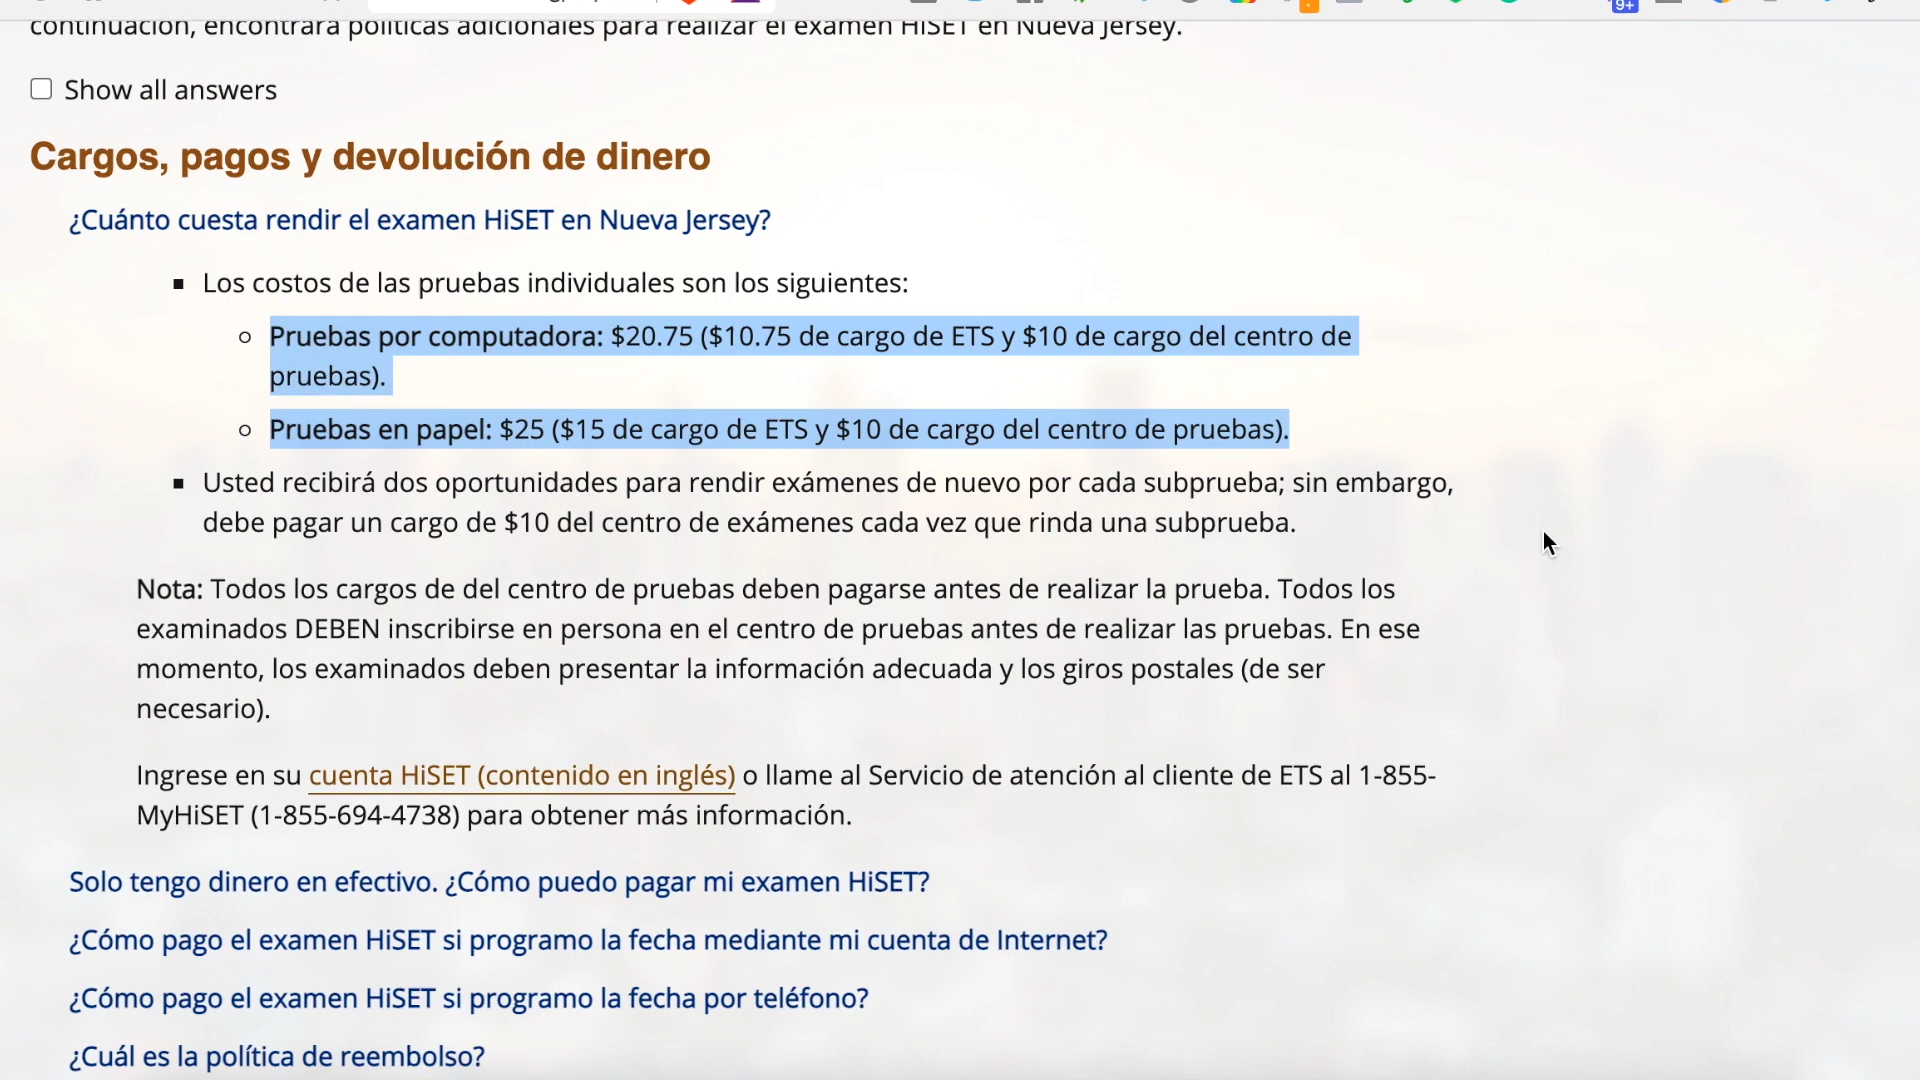 continuación, encontrará políticas adicionales para realizar el examen HiSET en Nueva Jersey.
Show all answers
Cargos, pagos y devolución de dinero
¿Cuánto cuesta rendir el examen HiSET en Nueva Jersey?
Los costos de las pruebas individuales son los siguientes:
Pruebas por computadora: $20.75 ($10.75 de cargo de ETS y $10 de cargo del centro de
pruebas).
Pruebas en papel: $25 ($15 de cargo de ETS y $10 de cargo del centro de pruebas).
Usted recibirá dos oportunidades para rendir exámenes de nuevo por cada subprueba; sin embargo,
debe pagar un cargo de $10 del centro de exámenes cada vez que rinda una subprueba.
Nota: Todos los cargos de del centro de pruebas deben pagarse antes de realizar la prueba. Todos los
examinados DEBEN inscribirse en persona en el centro de pruebas antes de realizar las pruebas. En ese
momento, los examinados deben presentar la información adecuada y los giros postales (de ser
necesario).
Ingrese en su cuenta HiSET (contenido en inglés) o llame al Servicio de atención al cliente de ETS al 1-855-
MyHiSET (1-855-694-4738) para obtener más información.
Solo tengo dinero en efectivo. ¿Cómo puedo pagar mi examen HiSET?
¿Cómo pago el examen HiSET si programo la fecha mediante mi cuenta de Internet?
¿Cómo pago el examen HiSET si programo la fecha por teléfono?
¿Cuál es la política de reembolso?